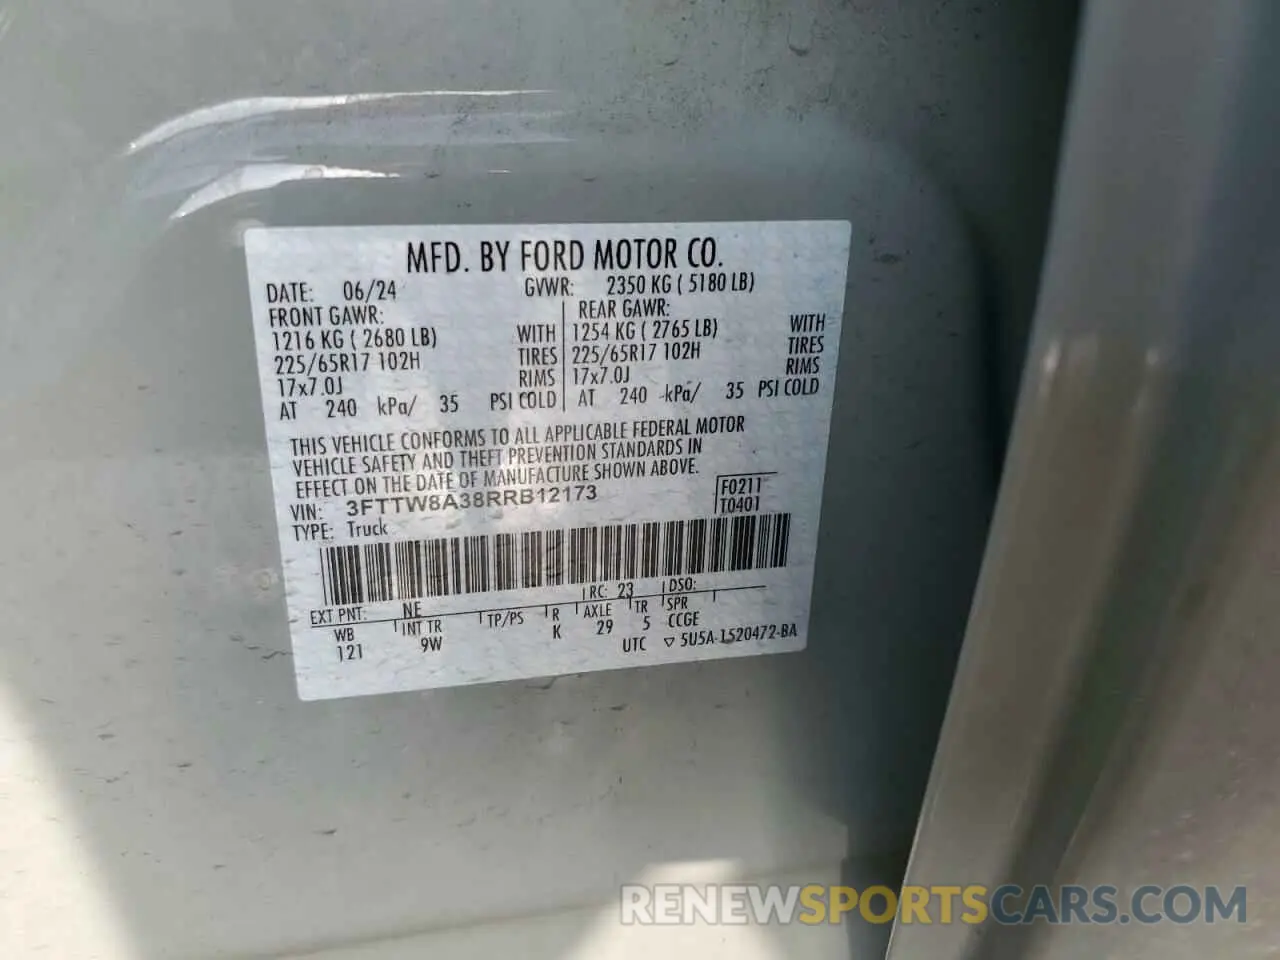 MFD. BY FORD MOTOR CO.
DATE: 06/24 GVWR: 2350 KG ( 5180 LB)
FRONT GAWR: REAR GAWR:
1216 KG ( 2680 LB) WITH 1254 KG ( 2765 LB) WITH
225/65R17 102H TIRES 225/65R17 102H TIRES
17x7.0J RIMS 17x7.0J RIMS
AT 240 kPa/ 35 PSI COLD AT 240 kPa/ 35 PSI COLD
THIS VEHICLE CONFORMS TO ALL APPLICABLE FEDERAL MOTOR
VEHICLE SAFETY AND THEFT PREVENTION STANDARDS IN
EFFECT ON THE DATE OF MANUFACTURE SHOWN ABOVE.
VIN: 3FTTW8A38RRB12173 F0211
TYPE: Truck T0401
EXT PNT: NE RC: 23 DSO:
WB INT TR TP/PS R AXLE TR SPR
121 9W K 29 5 CCGE
UTC ▽ 5U5A-1520472-BA
RENEWSPORTSCARS.COM